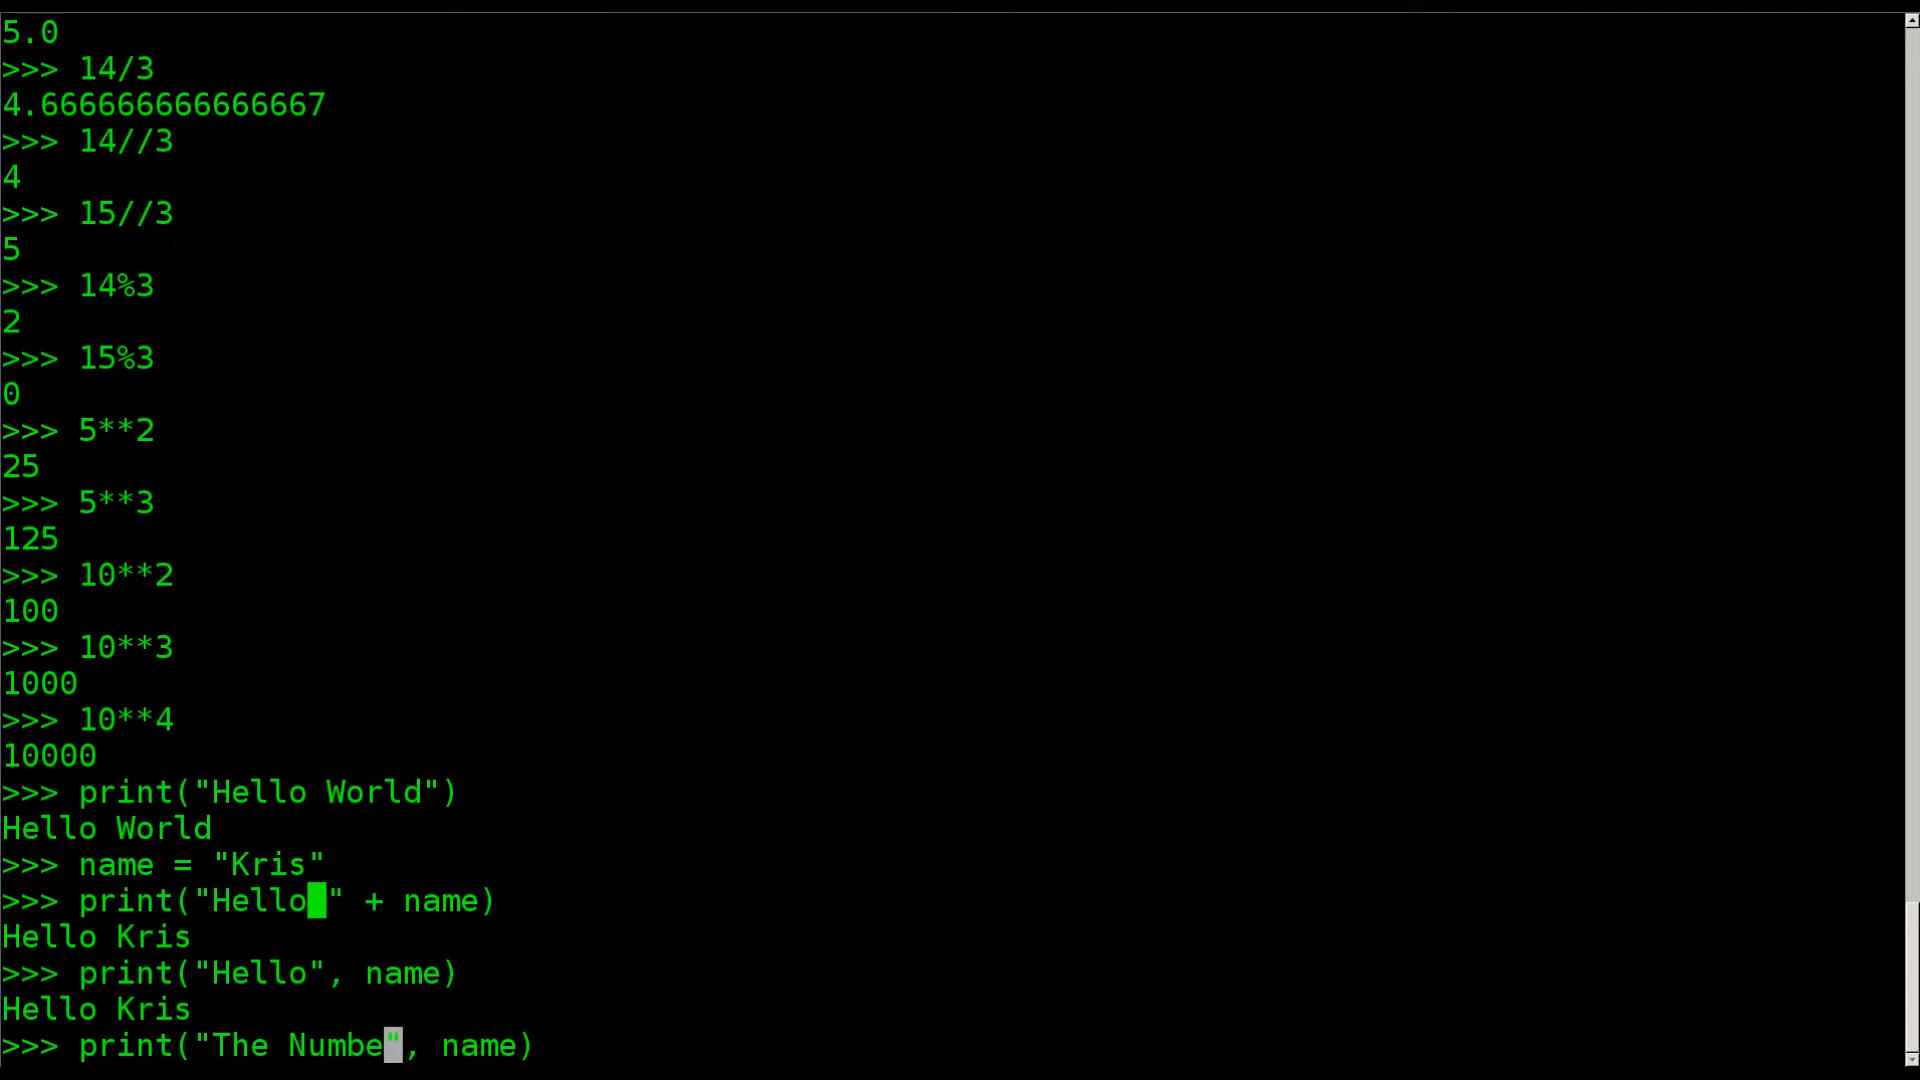 5.0
>>> 14/3
4.666666666666667
>>> 14//3
4
>>> 15//3
5
>>> 14%3
2
>>> 15%3
0
>>> 5**2
25
>>> 5**3
125
>>> 10**2
100
>>> 10**3
1000
>>> 10**4
10000
>>> print("Hello World")
Hello World
>>> name = "Kris"
>>> print("Hello " + name)
Hello Kris
>>> print("Hello", name)
Hello Kris
>>> print("The Numbe", name)